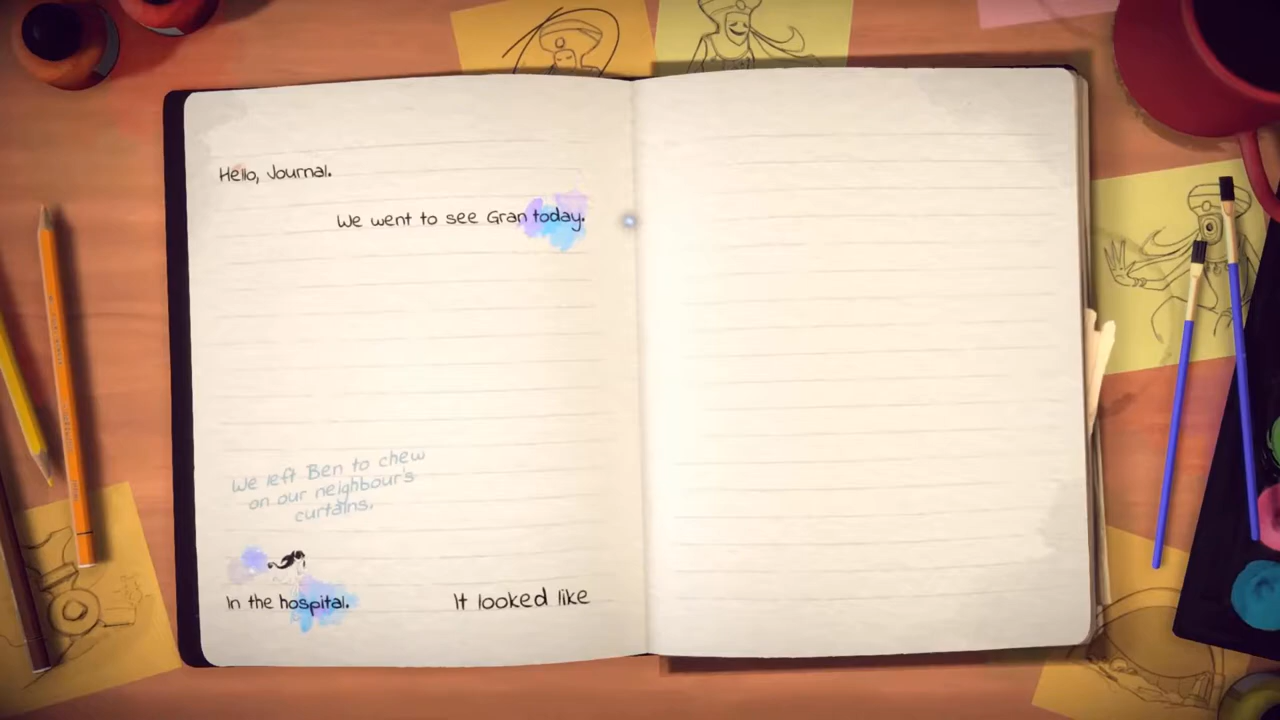 Hello, Journal.
We went to see Gran today.
We left Ben to chew
on our neighbour's
curtains.
In the hospital.
It looked like